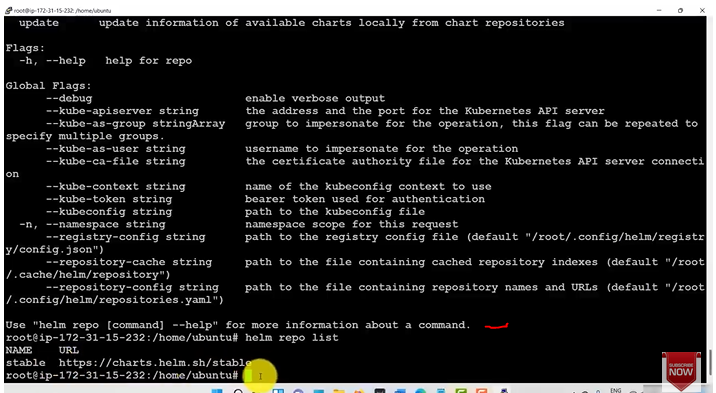 root@ip-172-31-15-232: /home/ubuntu
update      update information of available charts locally from chart repositories
Flags:
-h, --help   help for repo
Global Flags:
--debug                       enable verbose output
--kube-apiserver string       the address and the port for the Kubernetes API server
--kube-as-group stringArray   group to impersonate for the operation, this flag can be repeated to
specify multiple groups.
--kube-as-user string         username to impersonate for the operation
--kube-ca-file string         the certificate authority file for the Kubernetes API server connecti
on
--kube-context string         name of the kubeconfig context to use
--kube-token string           bearer token used for authentication
--kubeconfig string           path to the kubeconfig file
-n, --namespace string            namespace scope for this request
--registry-config string      path to the registry config file (default "/root/.config/helm/registr
y/config.json")
--repository-cache string     path to the file containing cached repository indexes (default "/root
/.cache/helm/repository")
--repository-config string    path to the file containing repository names and URLs (default "/root
/.config/helm/repositories.yaml")
Use "helm repo [command] --help" for more information about a command.
root@ip-172-31-15-232:/home/ubuntu# helm repo list
NAME    URL
stable  https://charts.helm.sh/stable
root@ip-172-31-15-232:/home/ubuntu#
SUBSCRIBE
NOW
ENG